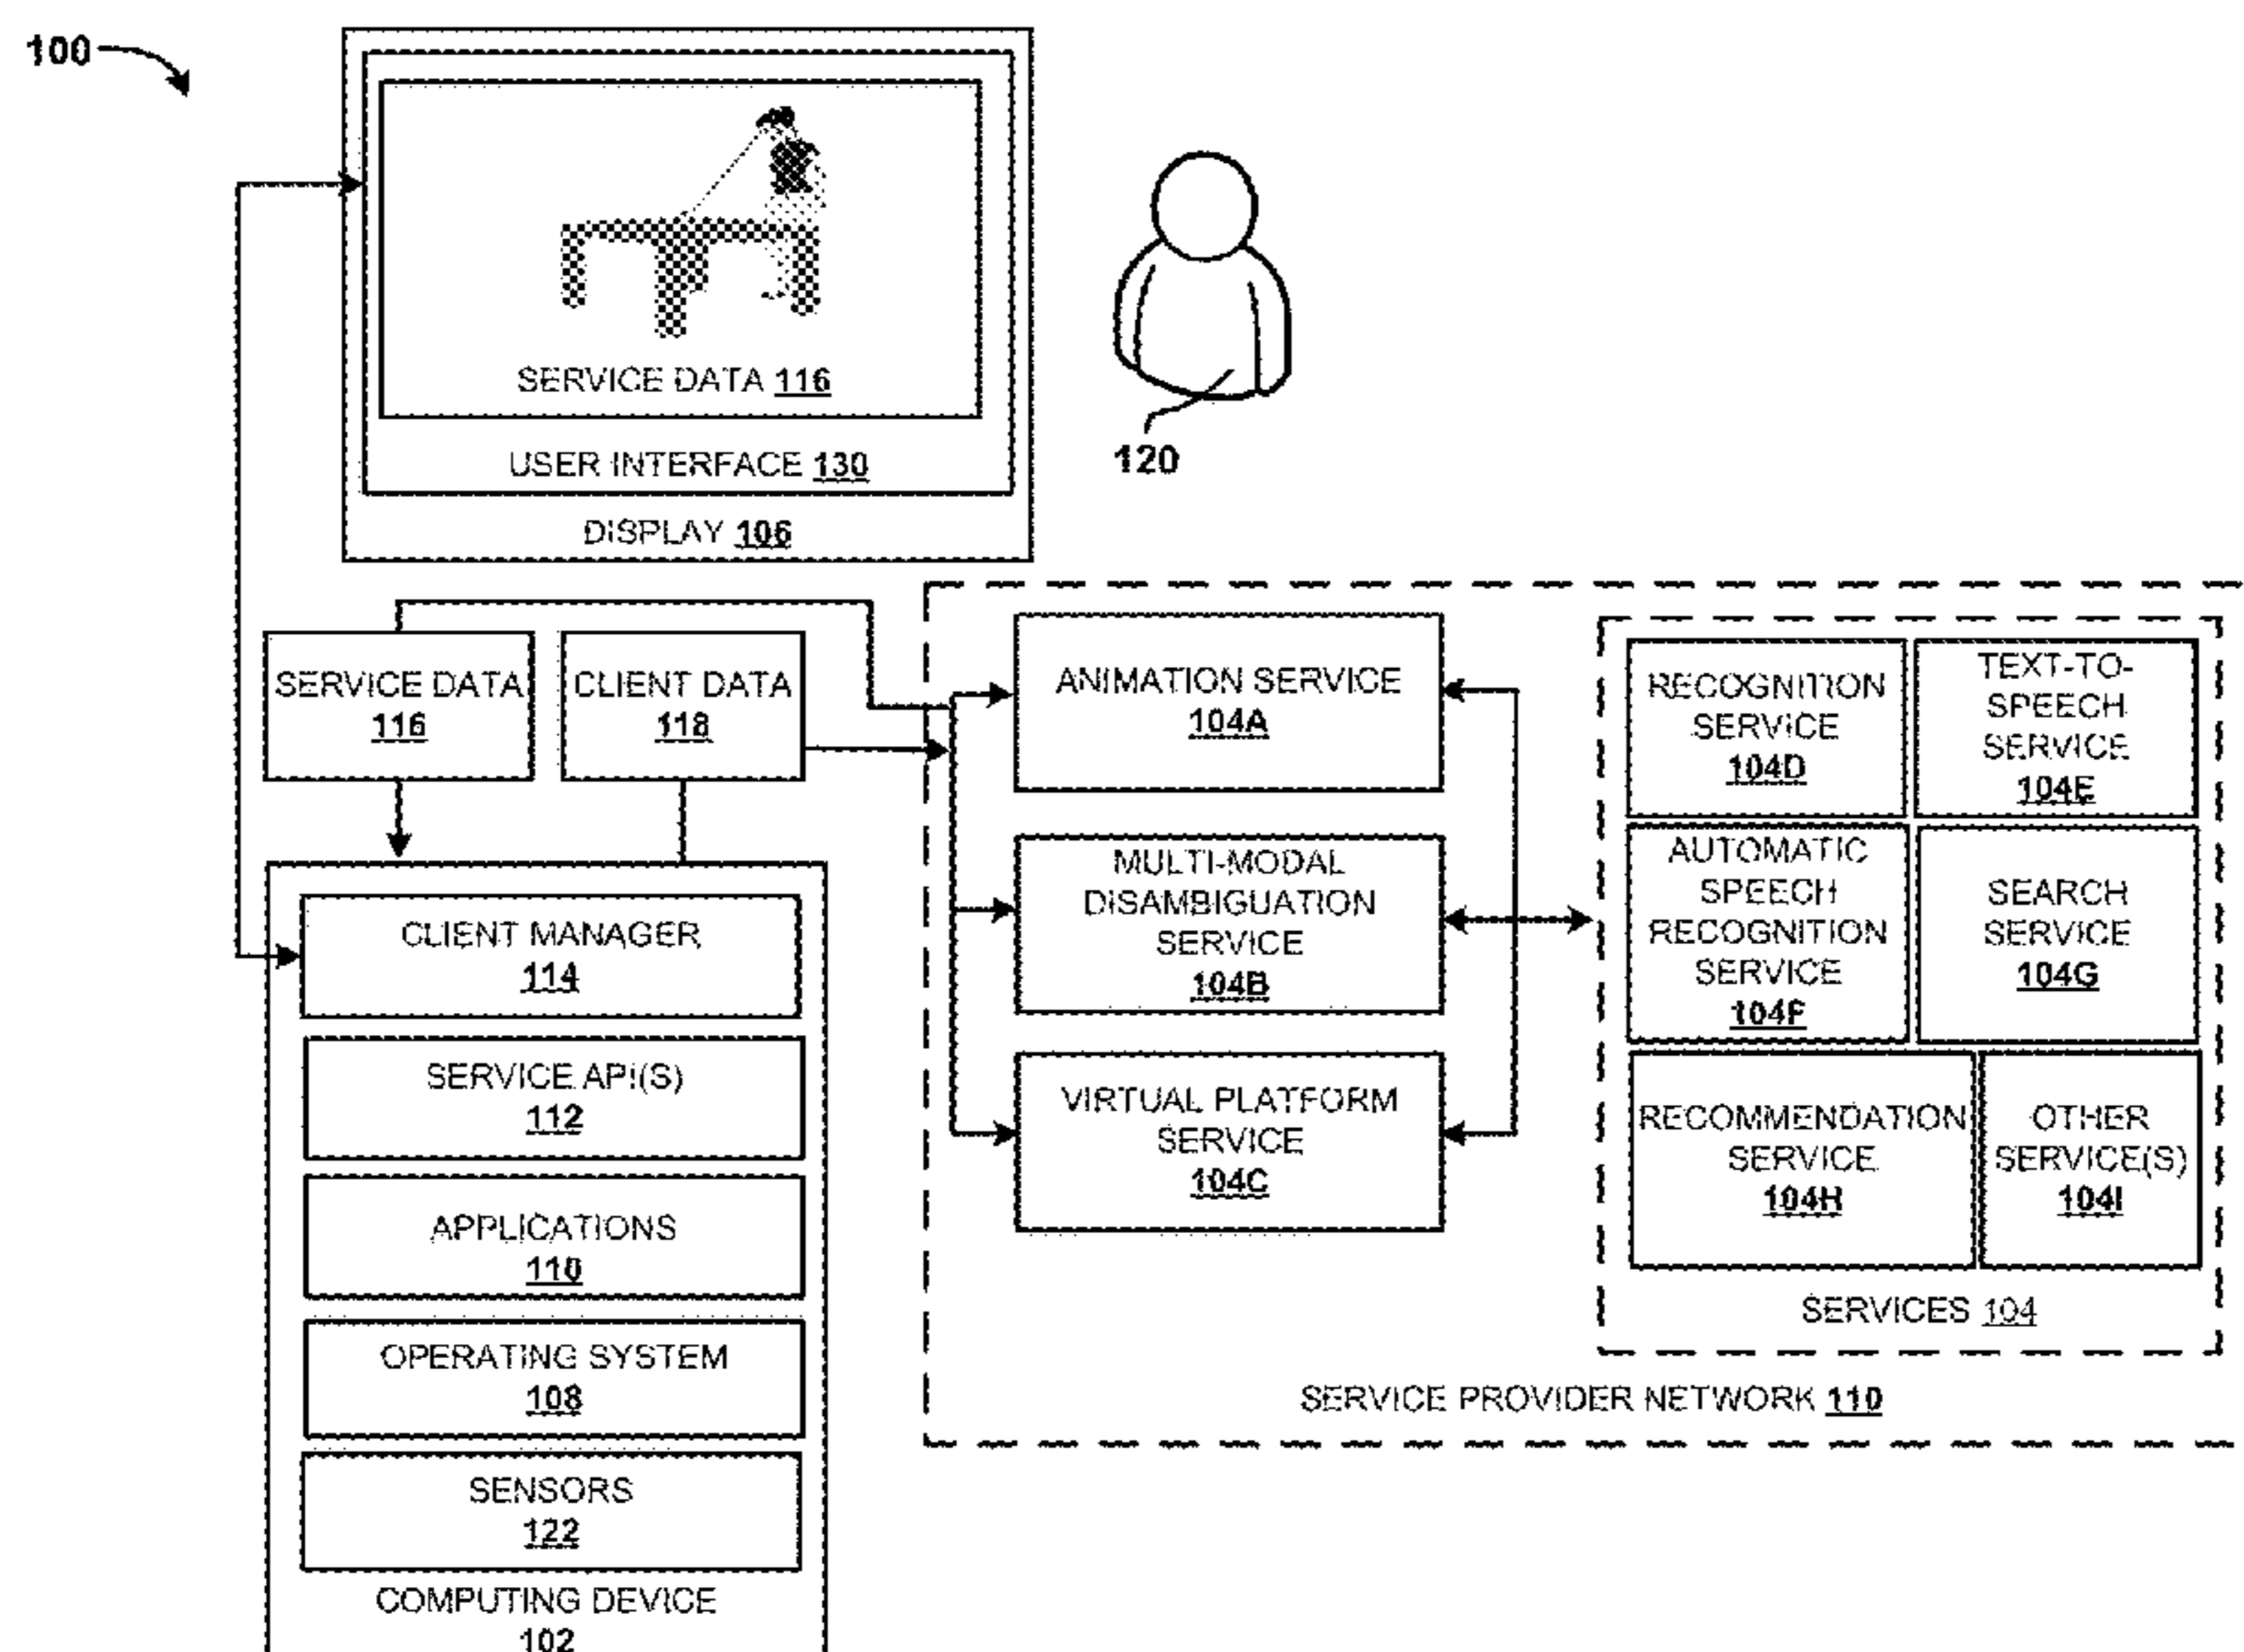 100
SERVICE DATA 116
USER INTERFACE 130
DISPLAY 106
120
SERVICE DATA
116
CLIENT DATA
118
CLIENT MANAGER
114
SERVICE API(S)
112
APPLICATIONS
110
OPERATING SYSTEM
108
SENSORS
122
COMPUTING DEVICE
102
ANIMATION SERVICE
104A
MULTI-MODAL
DISAMBIGUATION
SERVICE
104B
VIRTUAL PLATFORM
SERVICE
104C
RECOGNITION
SERVICE
104D
TEXT-TO-
SPEECH
SERVICE
104E
AUTOMATIC
SPEECH
RECOGNITION
SERVICE
104F
SEARCH
SERVICE
104G
RECOMMENDATION
SERVICE
104H
OTHER
SERVICE(S)
104I
SERVICES 104
SERVICE PROVIDER NETWORK 110